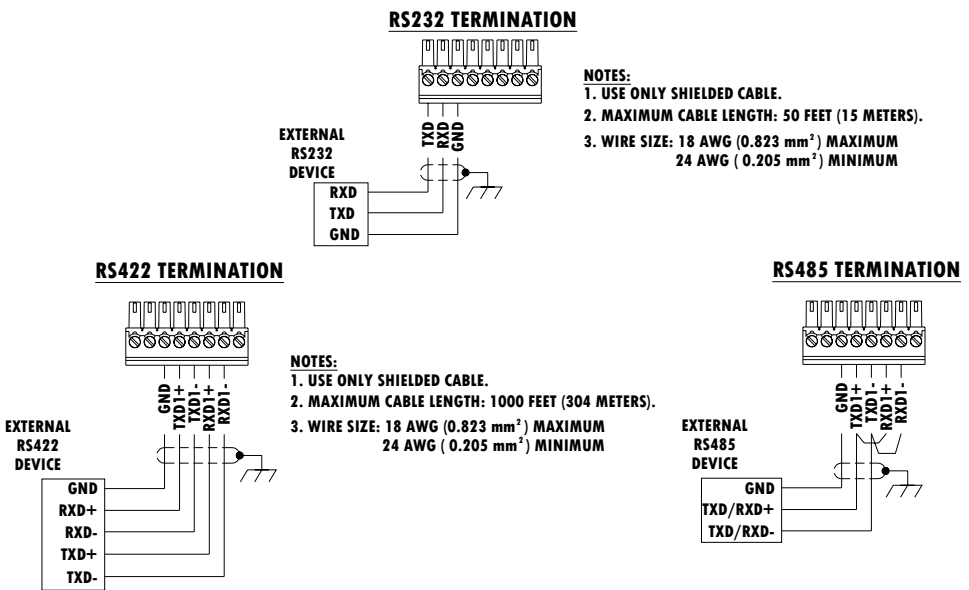 RS232 TERMINATION
NOTES:
1. USE ONLY SHIELDED CABLE.
2. MAXIMUM CABLE LENGTH: 50 FEET (15 METERS).
3. WIRE SIZE: 18 AWG (0.823 mm²) MAXIMUM
24 AWG ( 0.205 mm²) MINIMUM
TXD
RXD
GND
EXTERNAL
RS232
DEVICE
RXD
TXD
GND
RS422 TERMINATION
NOTES:
1. USE ONLY SHIELDED CABLE.
2. MAXIMUM CABLE LENGTH: 1000 FEET (304 METERS).
3. WIRE SIZE: 18 AWG (0.823 mm²) MAXIMUM
24 AWG ( 0.205 mm²) MINIMUM
GND
TXD1+
TXD1-
RXD1+
RXD1-
EXTERNAL
RS422
DEVICE
GND
RXD+
RXD-
TXD+
TXD-
RS485 TERMINATION
GND
TXD1+
TXD1-
RXD1+
RXD1-
EXTERNAL
RS485
DEVICE
GND
TXD/RXD+
TXD/RXD-